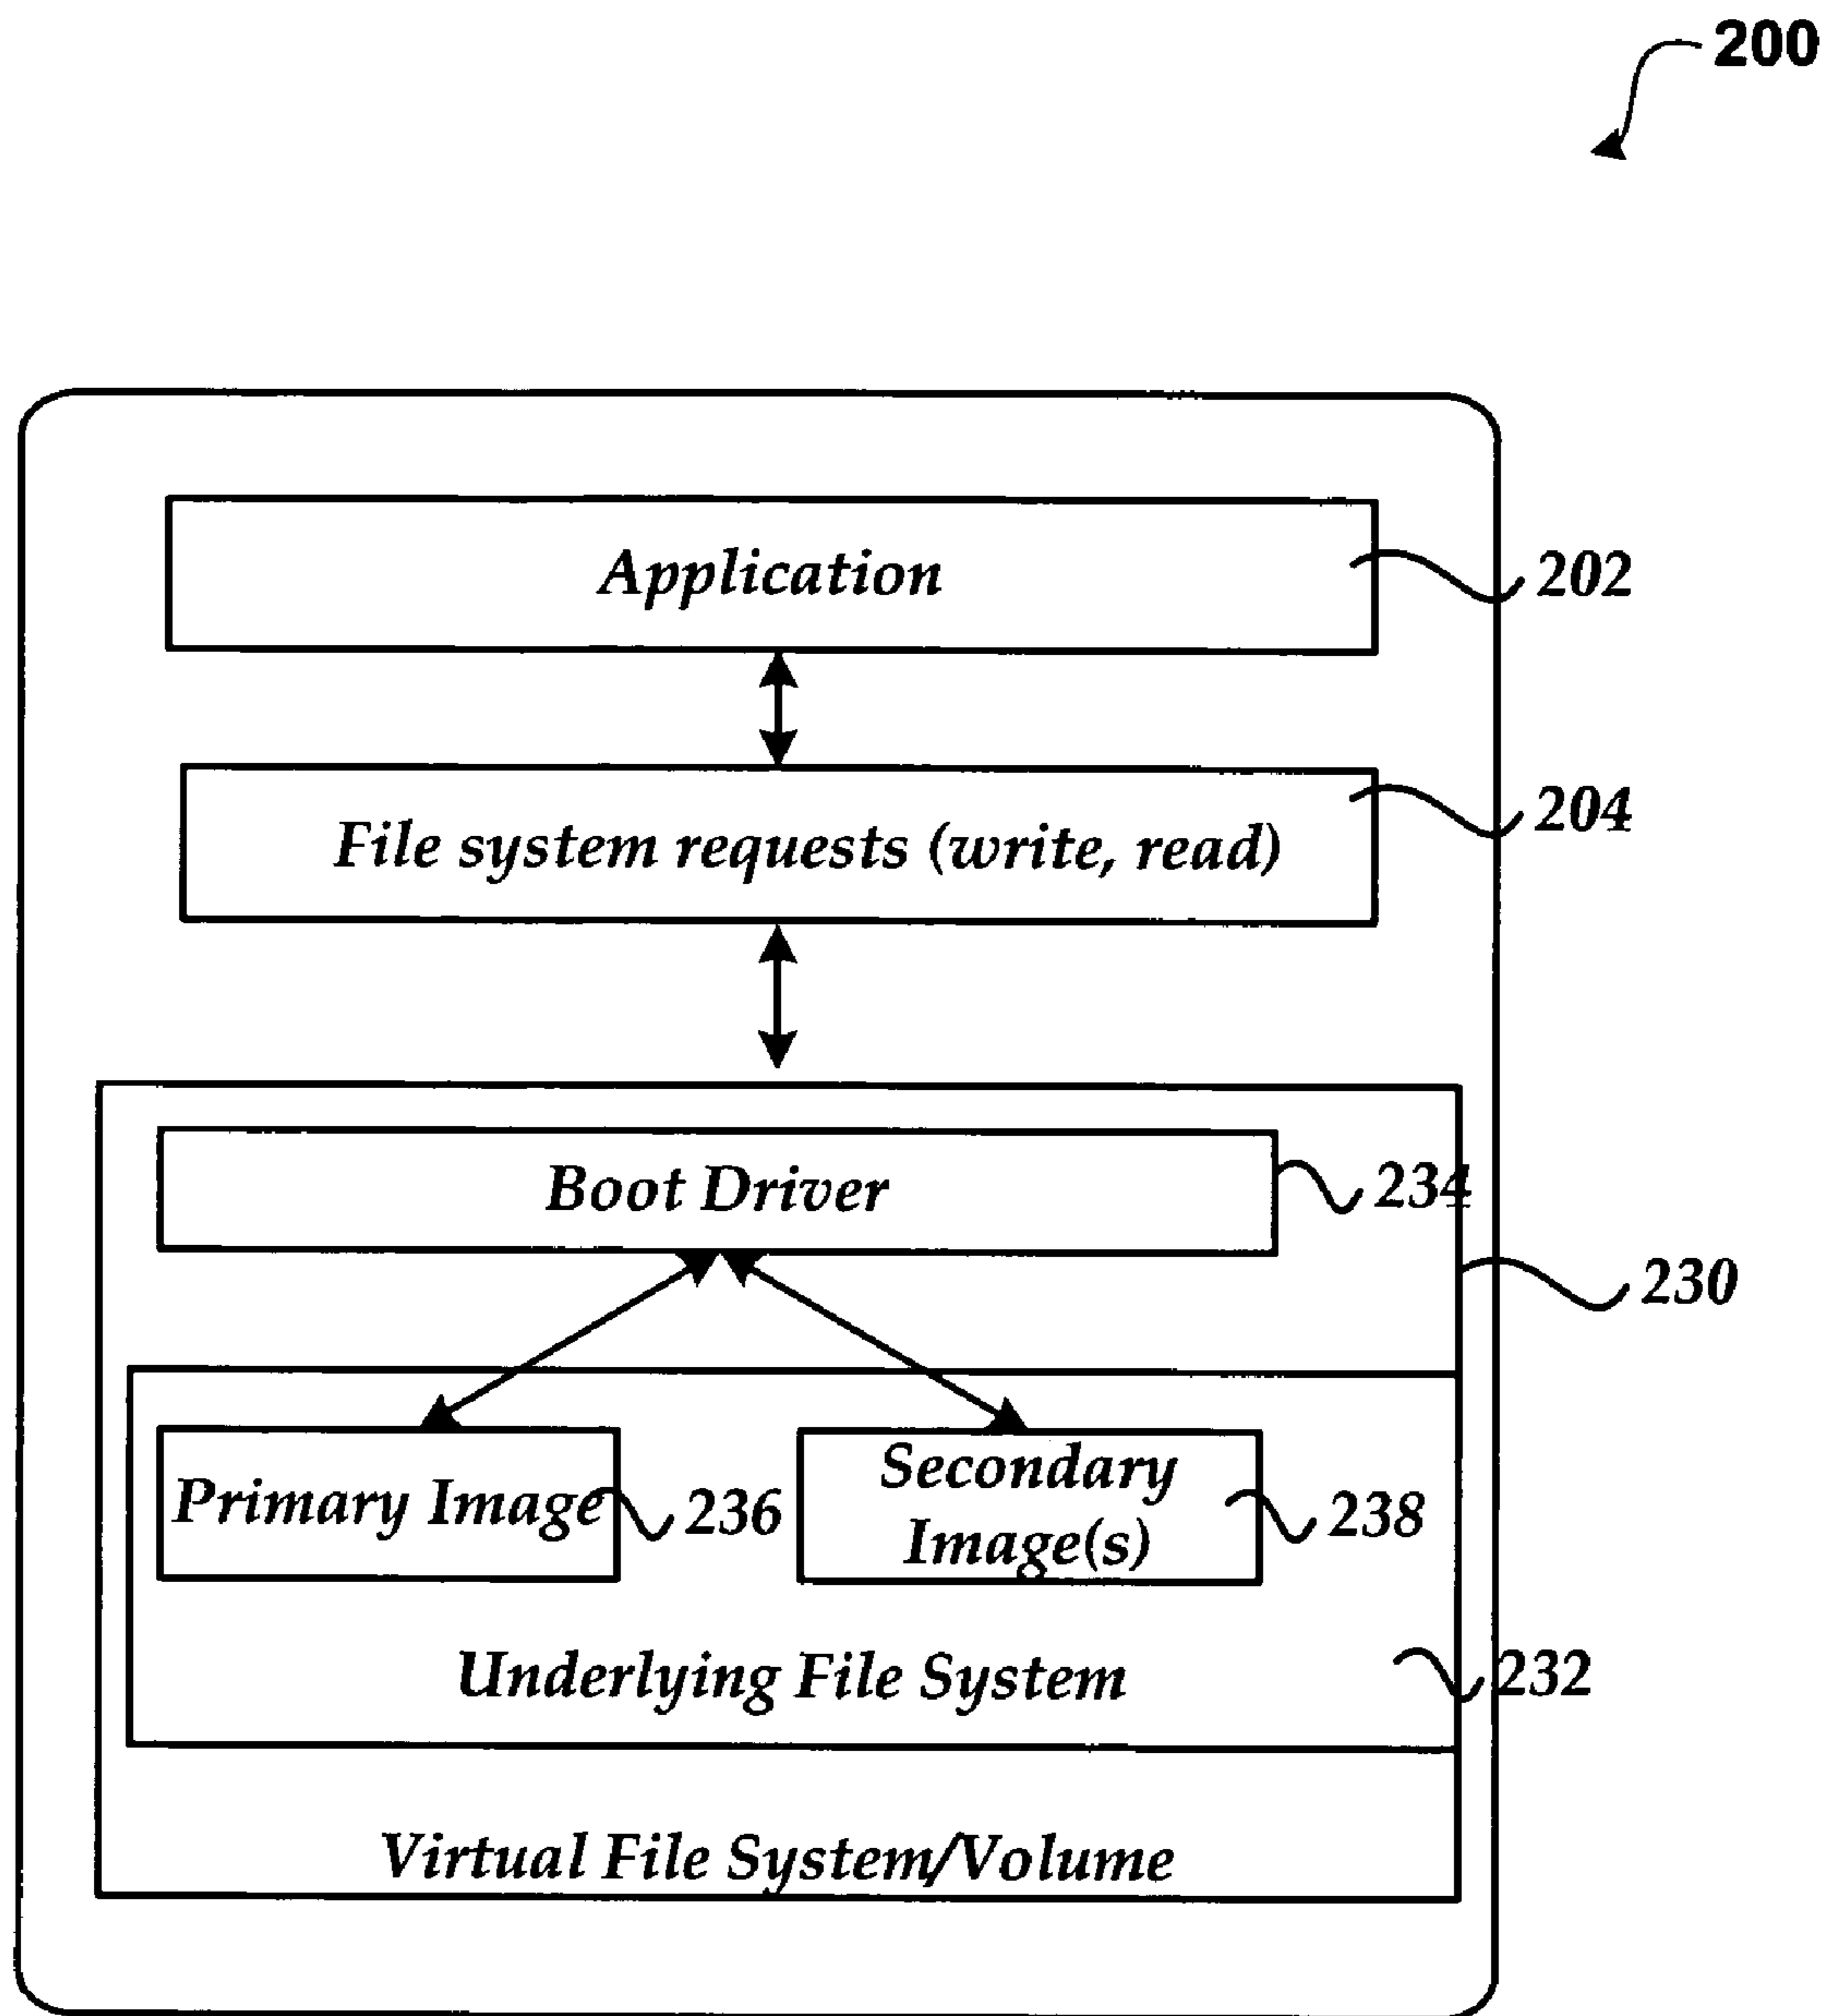 200
Application
202
File system requests (write, read)
204
Boot Driver
234
230
Primary Image
236
Secondary
Image(s)
238
Underlying File System
232
Virtual File System/Volume